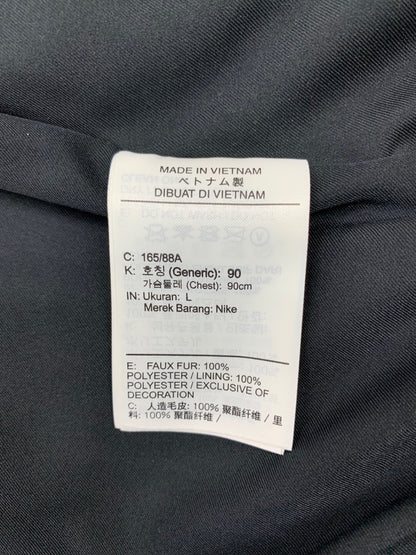 MADE IN VIETNAM
ベトナム製
DIBUAT DI VIETNAM
C: 165/88A
K: 호칭 (Generic): 90
가슴둘레 (Chest): 90cm
IN: Ukuran: L
Merek Barang: Nike
E: FAUX FUR: 100%
POLYESTER / LINING: 100%
POLYESTER / EXCLUSIVE OF
DECORATION
C: 人造毛皮: 100% 聚酯纤维 / 里
料: 100% 聚酯纤维 /